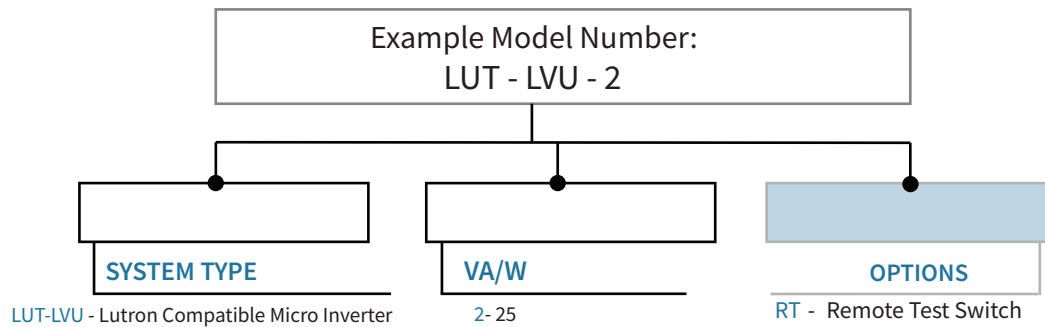 Example Model Number:
LUT - LVU - 2
SYSTEM TYPE
VA/W
OPTIONS
LUT-LVU - Lutron Compatible Micro Inverter
2- 25
RT - Remote Test Switch